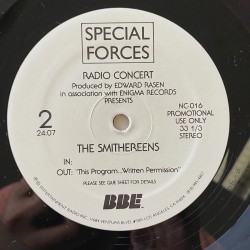 SPECIAL
FORCES
RADIO CONCERT
Produced by EDWARD RASEN
in association with ENIGMA RECORDS
PRESENTS
2
24:07
NC-016
PROMOTIONAL
USE ONLY
33 1/3
STEREO
THE SMITHEREENS
IN:
OUT: "This Program...Written Permission"
PLEASE SEE CUE SHEET FOR DETAILS
BBE.